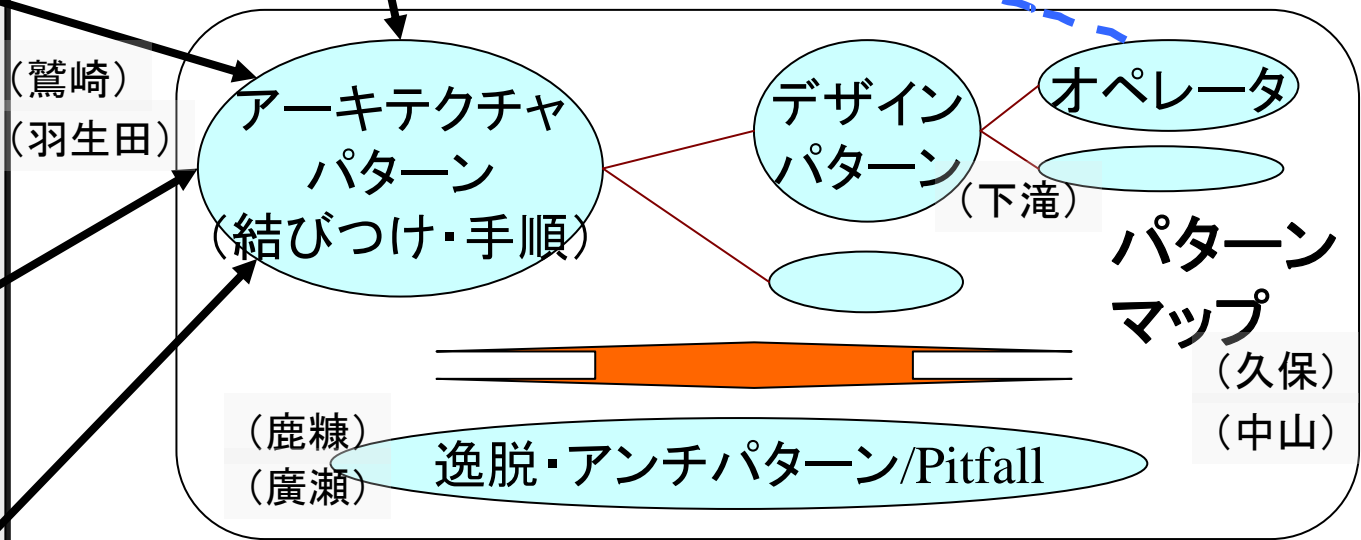 （鷲崎）
（羽生田）
アーキテクチャ
パターン
（結びつけ・手順）
デザイン
パターン
（下滝）
オペレータ
パターン
マップ
（久保）
（中山）
（鹿糠）
（廣瀬）
逸脱・アンチパターン/Pitfall